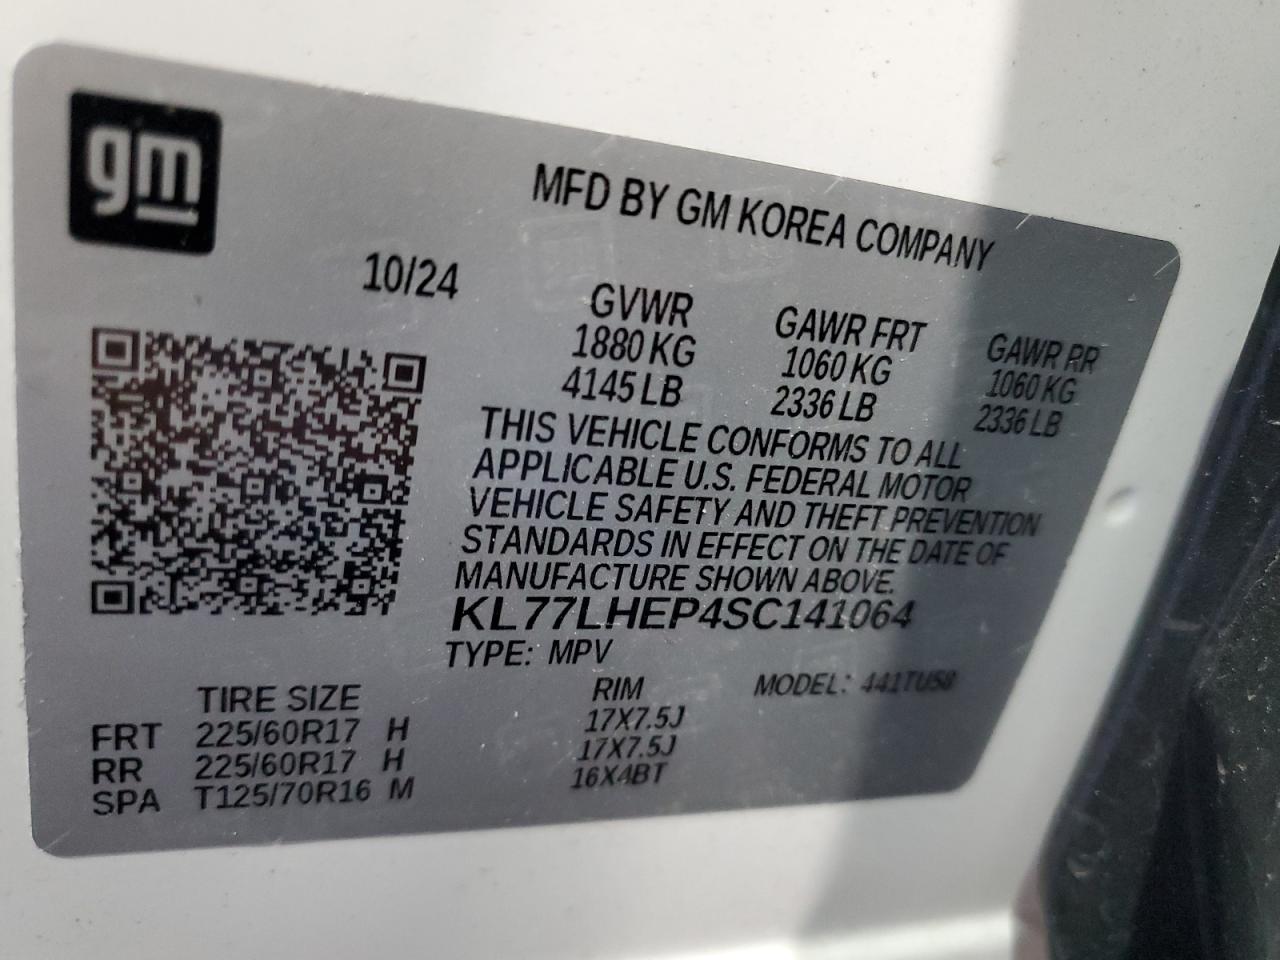 gm
MFD BY GM KOREA COMPANY
10/24
GVWR GAWR FRT GAWR RR
1880 KG 1060 KG 1060 KG
4145 LB 2336 LB 2336 LB
THIS VEHICLE CONFORMS TO ALL
APPLICABLE U.S. FEDERAL MOTOR
VEHICLE SAFETY AND THEFT PREVENTION
STANDARDS IN EFFECT ON THE DATE OF
MANUFACTURE SHOWN ABOVE.
KL77LHEP4SC141064
TYPE: MPV MODEL: 441TU58
TIRE SIZE RIM
FRT 225/60R17 H 17X7.5J
RR 225/60R17 H 17X7.5J
SPA T125/70R16 M 16X4BT